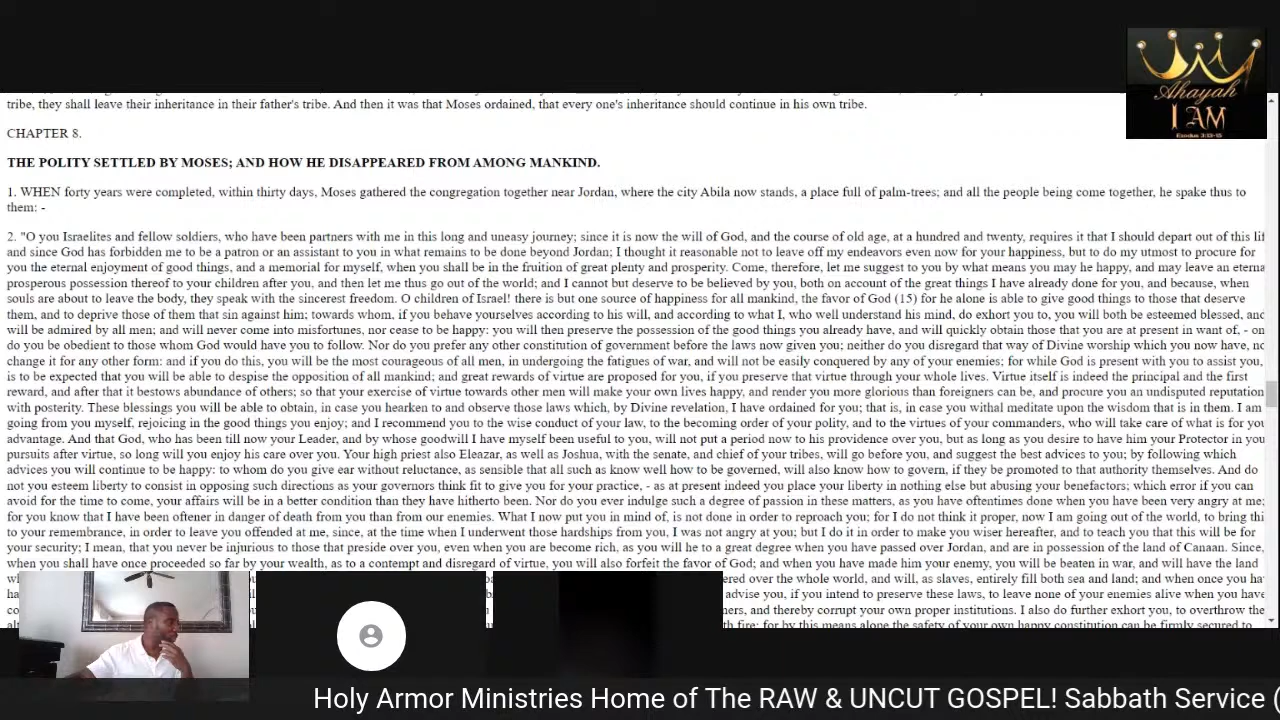 tribe, they shall leave their inheritance in their father's tribe. And then it was that Moses ordained, that every one's inheritance should continue in his own tribe.
Ahayah
I AM
Exodus 3:13-15
CHAPTER 8.
THE POLITY SETTLED BY MOSES; AND HOW HE DISAPPEARED FROM AMONG MANKIND.
1. WHEN forty years were completed, within thirty days, Moses gathered the congregation together near Jordan, where the city Abila now stands, a place full of palm-trees; and all the people being come together, he spake thus to
them: -
2. "O you Israelites and fellow soldiers, who have been partners with me in this long and uneasy journey; since it is now the will of God, and the course of old age, at a hundred and twenty, requires it that I should depart out of this lif
and since God has forbidden me to be a patron or an assistant to you in what remains to be done beyond Jordan; I thought it reasonable not to leave off my endeavors even now for your happiness, but to do my utmost to procure for
you the eternal enjoyment of good things, and a memorial for myself, when you shall be in the fruition of great plenty and prosperity. Come, therefore, let me suggest to you by what means you may he happy, and may leave an eterna
prosperous possession thereof to your children after you, and then let me thus go out of the world; and I cannot but deserve to be believed by you, both on account of the great things I have already done for you, and because, when
souls are about to leave the body, they speak with the sincerest freedom. O children of Israel! there is but one source of happiness for all mankind, the favor of God (15) for he alone is able to give good things to those that deserve
them, and to deprive those of them that sin against him; towards whom, if you behave yourselves according to his will, and according to what I, who well understand his mind, do exhort you to, you will both be esteemed blessed, and
will be admired by all men; and will never come into misfortunes, nor cease to be happy: you will then preserve the possession of the good things you already have, and will quickly obtain those that you are at present in want of, - on
do you be obedient to those whom God would have you to follow. Nor do you prefer any other constitution of government before the laws now given you; neither do you disregard that way of Divine worship which you now have, no
change it for any other form: and if you do this, you will be the most courageous of all men, in undergoing the fatigues of war, and will not be easily conquered by any of your enemies; for while God is present with you to assist you,
is to be expected that you will be able to despise the opposition of all mankind; and great rewards of virtue are proposed for you, if you preserve that virtue through your whole lives. Virtue itself is indeed the principal and the first
reward, and after that it bestows abundance of others; so that your exercise of virtue towards other men will make your own lives happy, and render you more glorious than foreigners can be, and procure you an undisputed reputation
with posterity. These blessings you will be able to obtain, in case you hearken to and observe those laws which, by Divine revelation, I have ordained for you; that is, in case you withal meditate upon the wisdom that is in them. I am
going from you myself, rejoicing in the good things you enjoy; and I recommend you to the wise conduct of your law, to the becoming order of your polity, and to the virtues of your commanders, who will take care of what is for you
advantage. And that God, who has been till now your Leader, and by whose goodwill I have myself been useful to you, will not put a period now to his providence over you, but as long as you desire to have him your Protector in you
pursuits after virtue, so long will you enjoy his care over you. Your high priest also Eleazar, as well as Joshua, with the senate, and chief of your tribes, will go before you, and suggest the best advices to you; by following which
advices you will continue to be happy: to whom do you give ear without reluctance, as sensible that all such as know well how to be governed, will also know how to govern, if they be promoted to that authority themselves. And do
not you esteem liberty to consist in opposing such directions as your governors think fit to give you for your practice, - as at present indeed you place your liberty in nothing else but abusing your benefactors; which error if you can
avoid for the time to come, your affairs will be in a better condition than they have hitherto been. Nor do you ever indulge such a degree of passion in these matters, as you have oftentimes done when you have been very angry at me;
for you know that I have been oftener in danger of death from you than from our enemies. What I now put you in mind of, is not done in order to reproach you; for I do not think it proper, now I am going out of the world, to bring thi
to your remembrance, in order to leave you offended at me, since, at the time when I underwent those hardships from you, I was not angry at you; but I do it in order to make you wiser hereafter, and to teach you that this will be for
your security; I mean, that you never be injurious to those that preside over you, even when you are become rich, as you will he to a great degree when you have passed over Jordan, and are in possession of the land of Canaan. Since,
when you shall have once proceeded so far by your wealth, as to a contempt and disregard of virtue, you will also forfeit the favor of God; and when you have made him your enemy, you will be beaten in war, and will have the land
ered over the whole world, and will, as slaves, entirely fill both sea and land; and when once you ha
advise you, if you intend to preserve these laws, to leave none of your enemies alive when you have
ners, and thereby corrupt your own proper institutions. I also do further exhort you, to overthrow the
th fire: for by this means alone the safety of your own happy constitution can be firmly secured to
Holy Armor Ministries Home of The RAW & UNCUT GOSPEL! Sabbath Service (